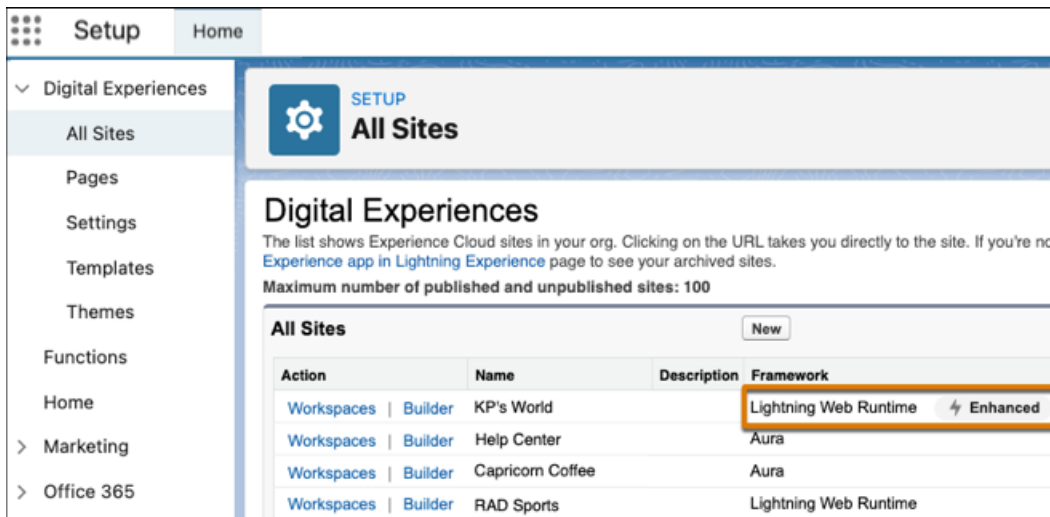 Setup Home
Digital Experiences
All Sites
Pages
Settings
Templates
Themes
Functions
Home
Marketing
Office 365
SETUP
All Sites
Digital Experiences
The list shows Experience Cloud sites in your org. Clicking on the URL takes you directly to the site. If you're
Experience app in Lightning Experience page to see your archived sites.
Maximum number of published and unpublished sites: 100
All Sites New
Action Name Description Framework
Workspaces | Builder KP's World Lightning Web Runtime Enhanced
Workspaces | Builder Help Center Aura
Workspaces | Builder Capricorn Coffee Aura
Workspaces | Builder RAD Sports Lightning Web Runtime